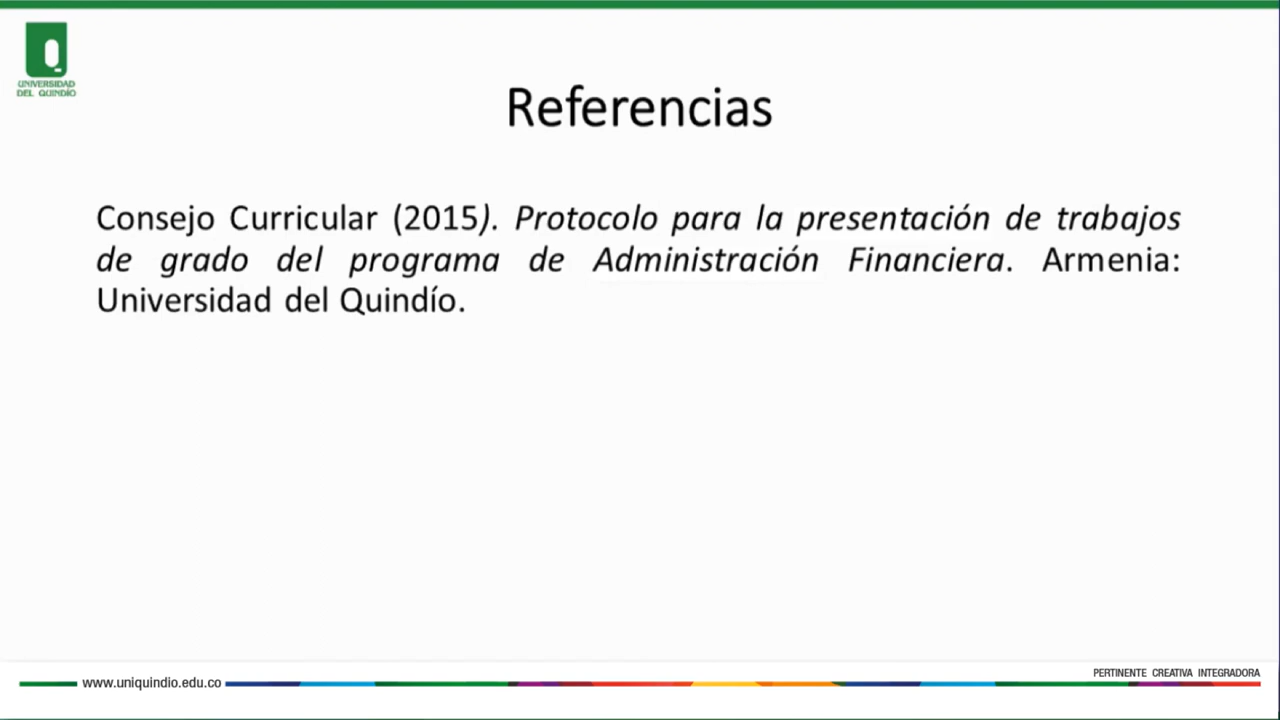 UNIVERSIDAD
DEL QUINDÍO
Referencias
Consejo Curricular (2015). Protocolo para la presentación de trabajos
de grado del programa de Administración Financiera. Armenia:
Universidad del Quindío.
PERTINENTE CREATIVA INTEGRADORA
www.uniquindio.edu.co